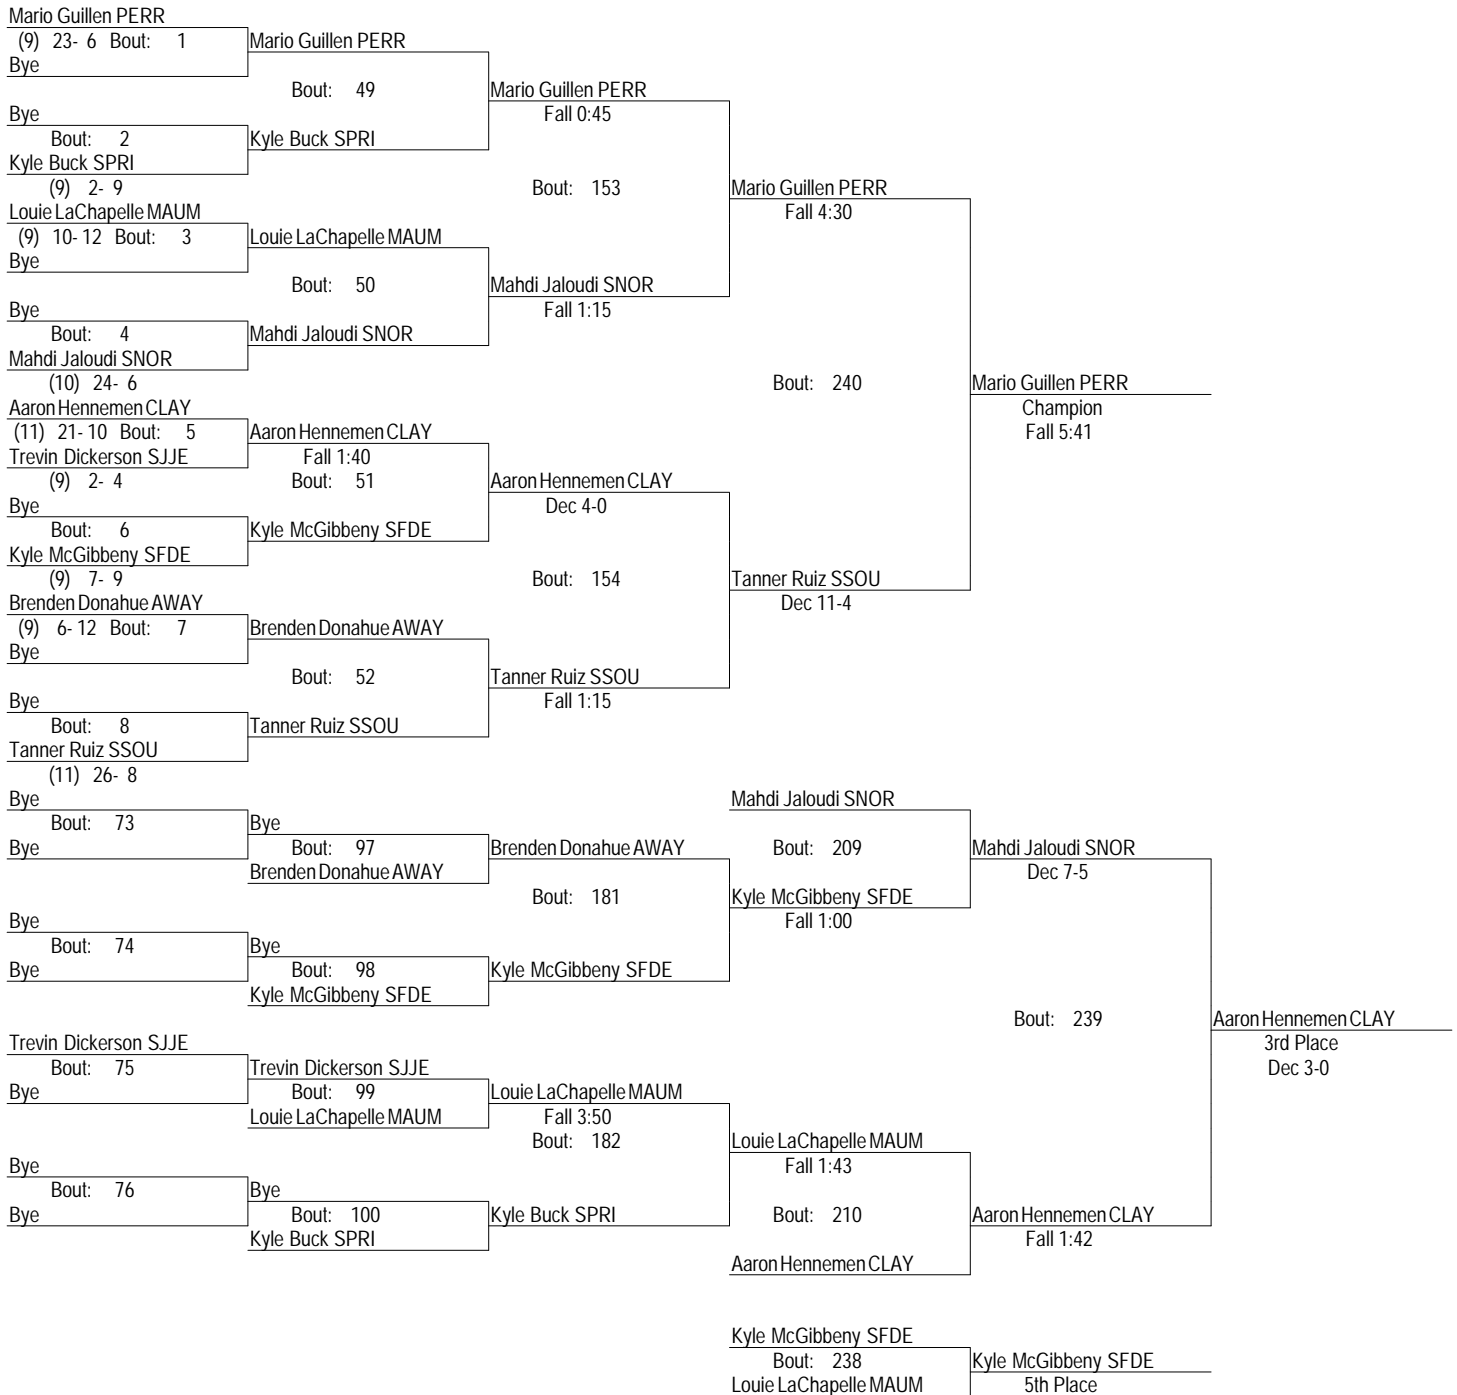 Mario Guillen PERR
(9) 23- 6 Bout: 1 Mario Guillen PERR
Bye
Bout: 49 Mario Guillen PERR
Bye Fall 0:45
Bout: 2 Kyle Buck SPRI
Kyle Buck SPRI
(9) 2- 9 Bout: 153 Mario Guillen PERR
Louie LaChapelle MAUM Fall 4:30
(9) 10- 12 Bout: 3 Louie LaChapelle MAUM
Bye
Bout: 50 Mahdi Jaloudi SNOR
Bye Fall 1:15
Bout: 4 Mahdi Jaloudi SNOR
Mahdi Jaloudi SNOR
(10) 24- 6 Bout: 240 Mario Guillen PERR
Aaron Hennemen CLAY Champion
(11) 21- 10 Bout: 5 Aaron Hennemen CLAY Fall 5:41
Trevin Dickerson SJJE Fall 1:40
(9) 2- 4 Bout: 51 Aaron Hennemen CLAY
Bye Dec 4-0
Bout: 6 Kyle McGibbeny SFDE
Kyle McGibbeny SFDE
(9) 7- 9 Bout: 154 Tanner Ruiz SSOU
Brenden Donahue AWAY Dec 11-4
(9) 6- 12 Bout: 7 Brenden Donahue AWAY
Bye
Bout: 52 Tanner Ruiz SSOU
Bye Fall 1:15
Bout: 8 Tanner Ruiz SSOU
Tanner Ruiz SSOU
(11) 26- 8
Bye Mahdi Jaloudi SNOR
Bout: 73 Bye
Bye Bout: 97 Brenden Donahue AWAY Bout: 209 Mahdi Jaloudi SNOR
Brenden Donahue AWAY Dec 7-5
Bout: 181 Kyle McGibbeny SFDE
Bye Fall 1:00
Bout: 74 Bye
Bye Bout: 98 Kyle McGibbeny SFDE
Kyle McGibbeny SFDE
Bout: 239 Aaron Hennemen CLAY
Trevin Dickerson SJJE 3rd Place
Bout: 75 Trevin Dickerson SJJE Dec 3-0
Bye Bout: 99 Louie LaChapelle MAUM
Louie LaChapelle MAUM Fall 3:50
Bout: 182 Louie LaChapelle MAUM
Bye Fall 1:43
Bout: 76 Bye
Bye Bout: 100 Kyle Buck SPRI Bout: 210 Aaron Hennemen CLAY
Kyle Buck SPRI Fall 1:42
Aaron Hennemen CLAY
Kyle McGibbeny SFDE
Bout: 238 Kyle McGibbeny SFDE
Louie LaChapelle MAUM 5th Place